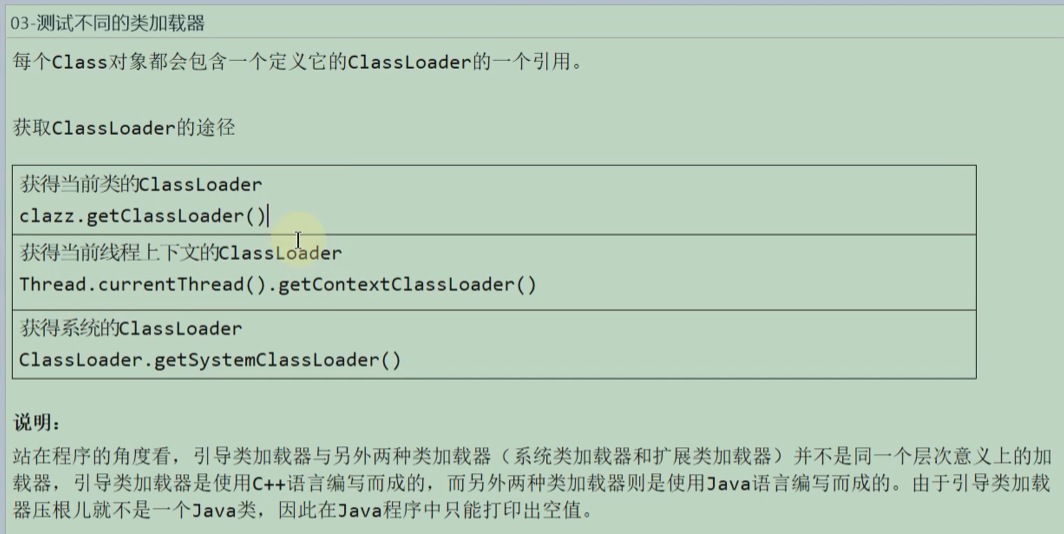 03-测试不同的类加载器
每个Class对象都会包含一个定义它的ClassLoader的一个引用。
获取ClassLoader的途径
获得当前类的ClassLoader
clazz.getClassLoader()
获得当前线程上下文的ClassLoader
Thread.currentThread().getContextClassLoader()
获得系统的ClassLoader
ClassLoader.getSystemClassLoader()
说明：
站在程序的角度看，引导类加载器与另外两种类加载器（系统类加载器和扩展类加载器）并不是同一个层次意义上的加
载器，引导类加载器是使用C++语言编写而成的，而另外两种类加载器则是使用Java语言编写而成的。由于引导类加载
器压根儿就不是一个Java类，因此在Java程序中只能打印出空值。